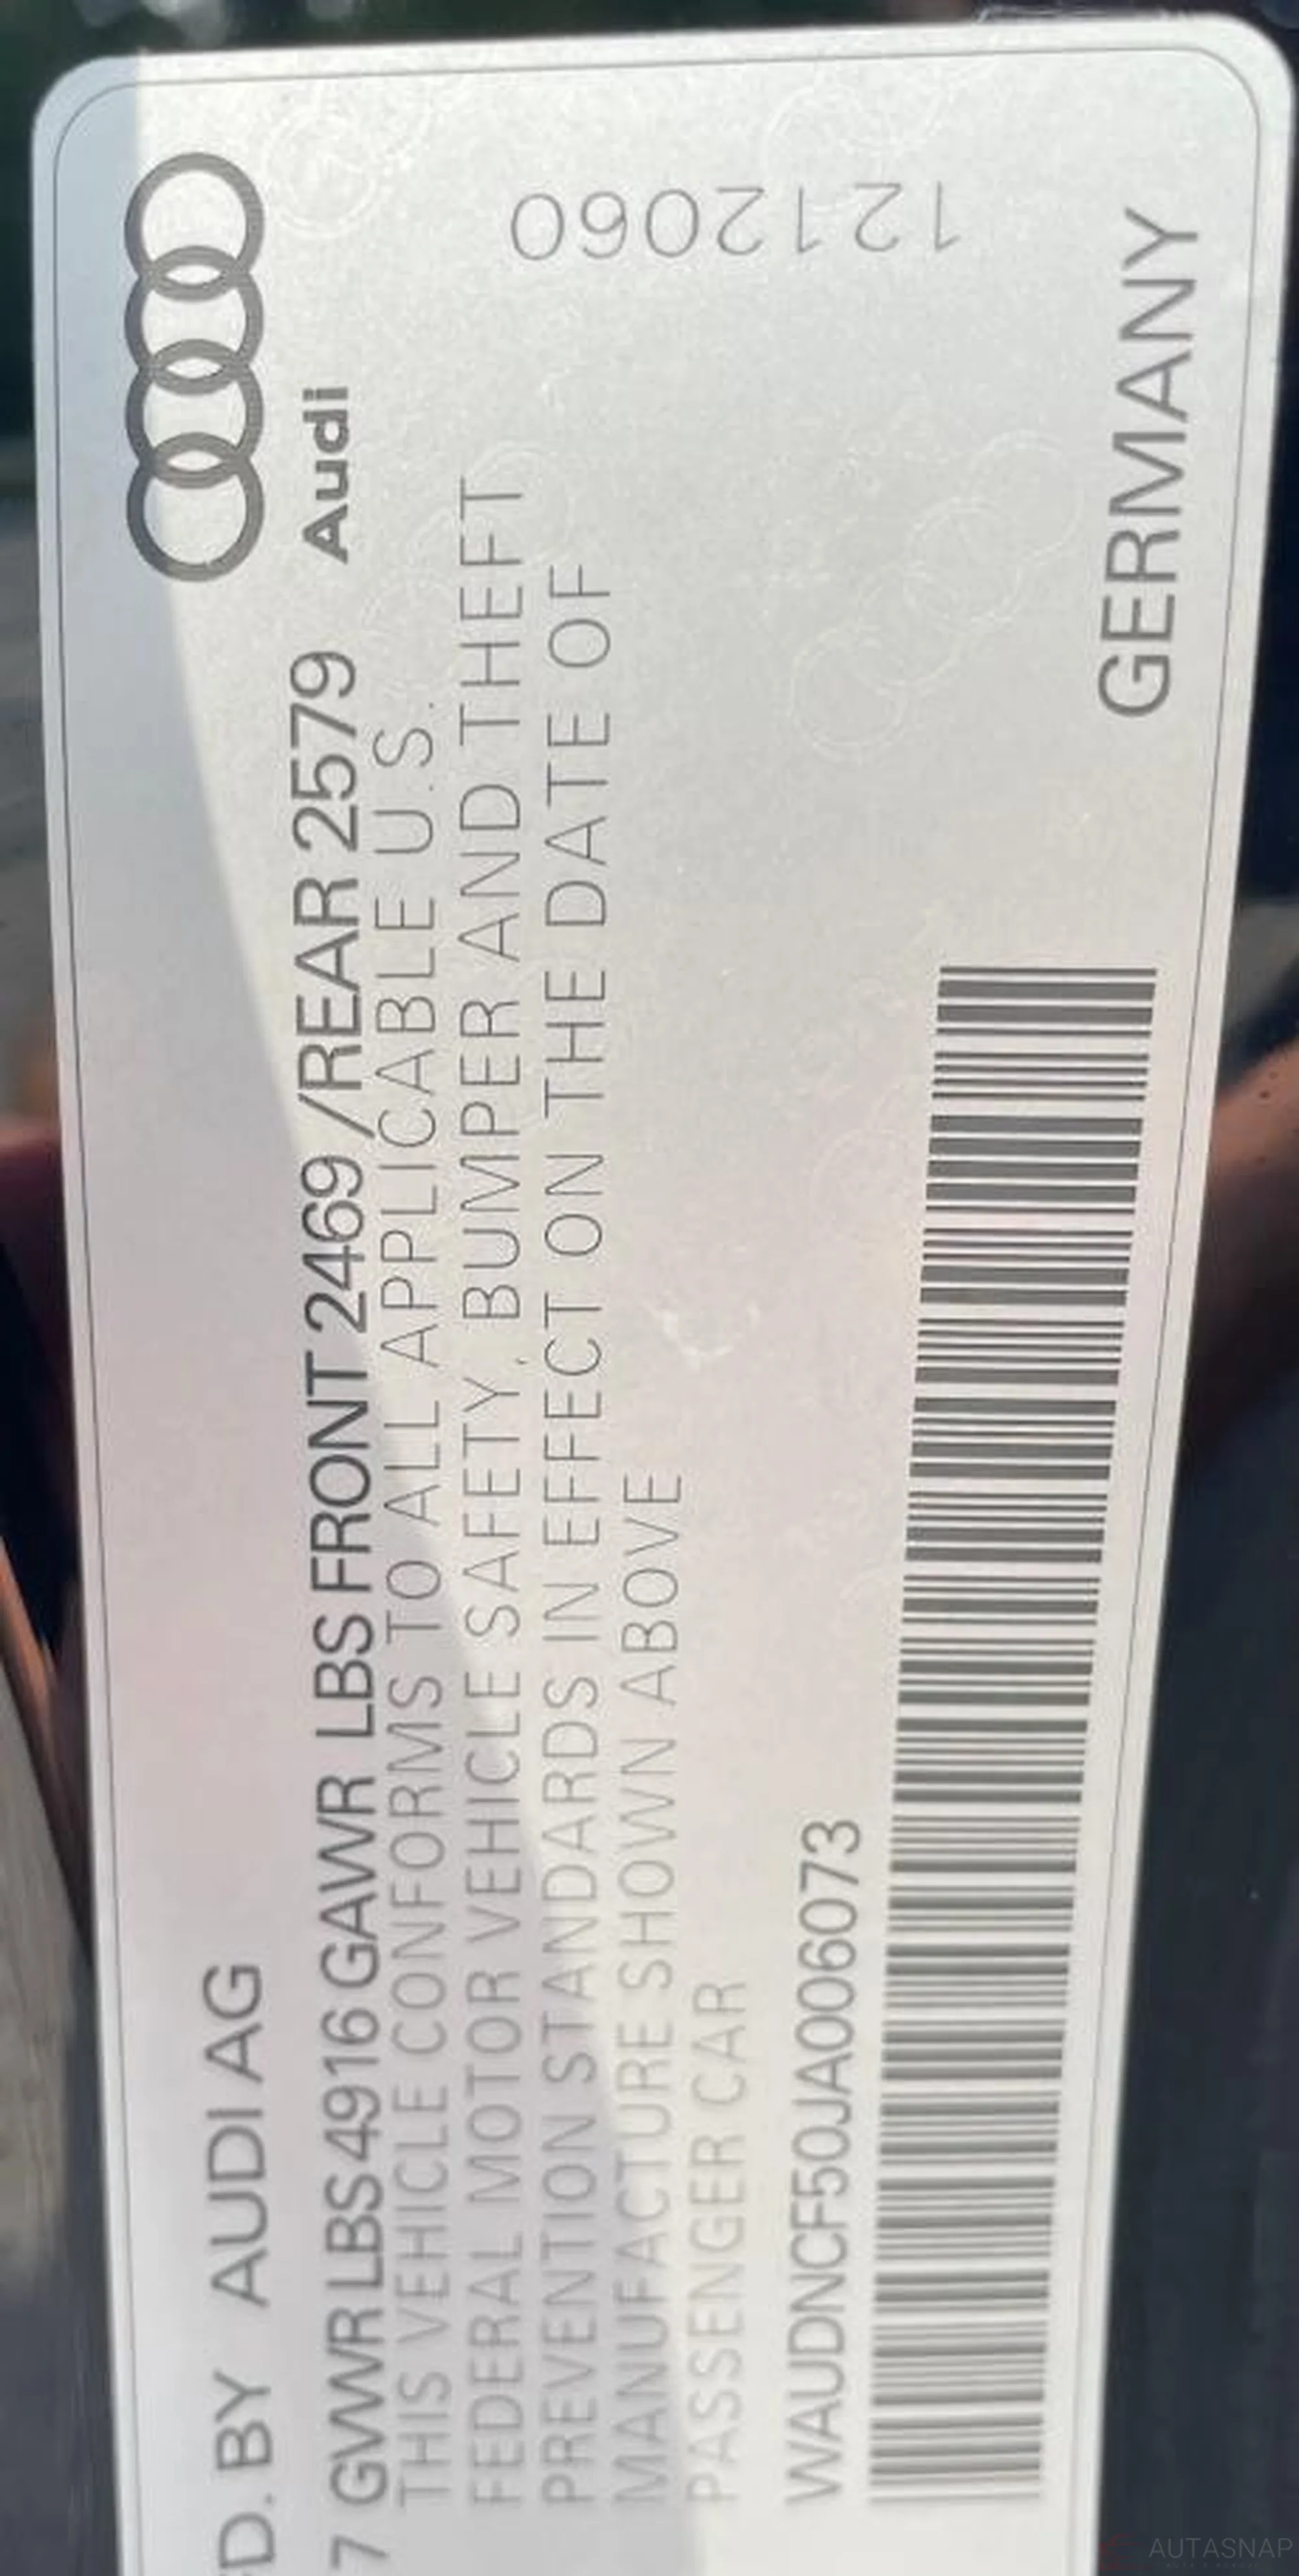 Audi
D. BY AUDI AG
7 GVWR LBS 4916 GAWR LBS FRONT 2469 /REAR 2579
THIS VEHICLE CONFORMS TO ALL APPLICABLE U.S.
FEDERAL MOTOR VEHICLE SAFETY, BUMPER AND THEFT
PREVENTION STANDARDS IN EFFECT ON THE DATE OF
MANUFACTURE SHOWN ABOVE
PASSENGER CAR
WAUDNCF50JA006073
1212060
GERMANY
AUTASNAP